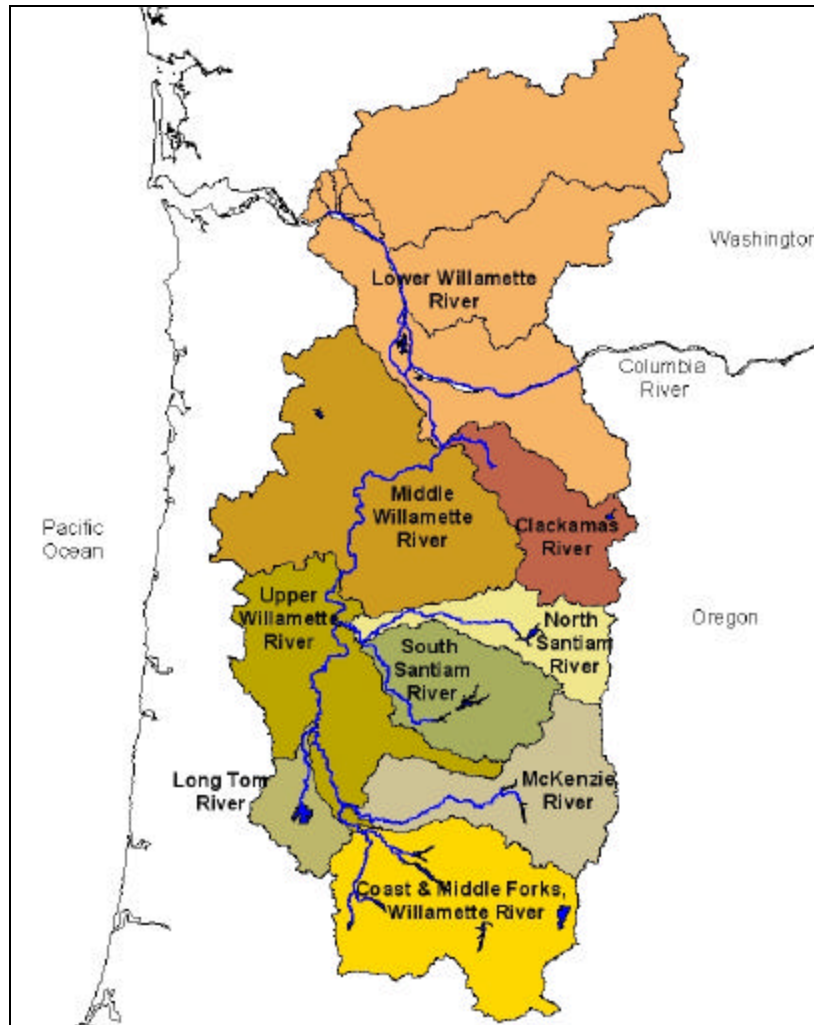 Washington
Lower Willamette
River
Columbia
River
Middle
Willamette
River
Clackamas
River
Pacific
Ocean
Upper
Willamette
River
North
Santiam
River
Oregon
South
Santiam
River
Long Tom
River
McKenzie
River
Coast & Middle Forks,
Willamette River